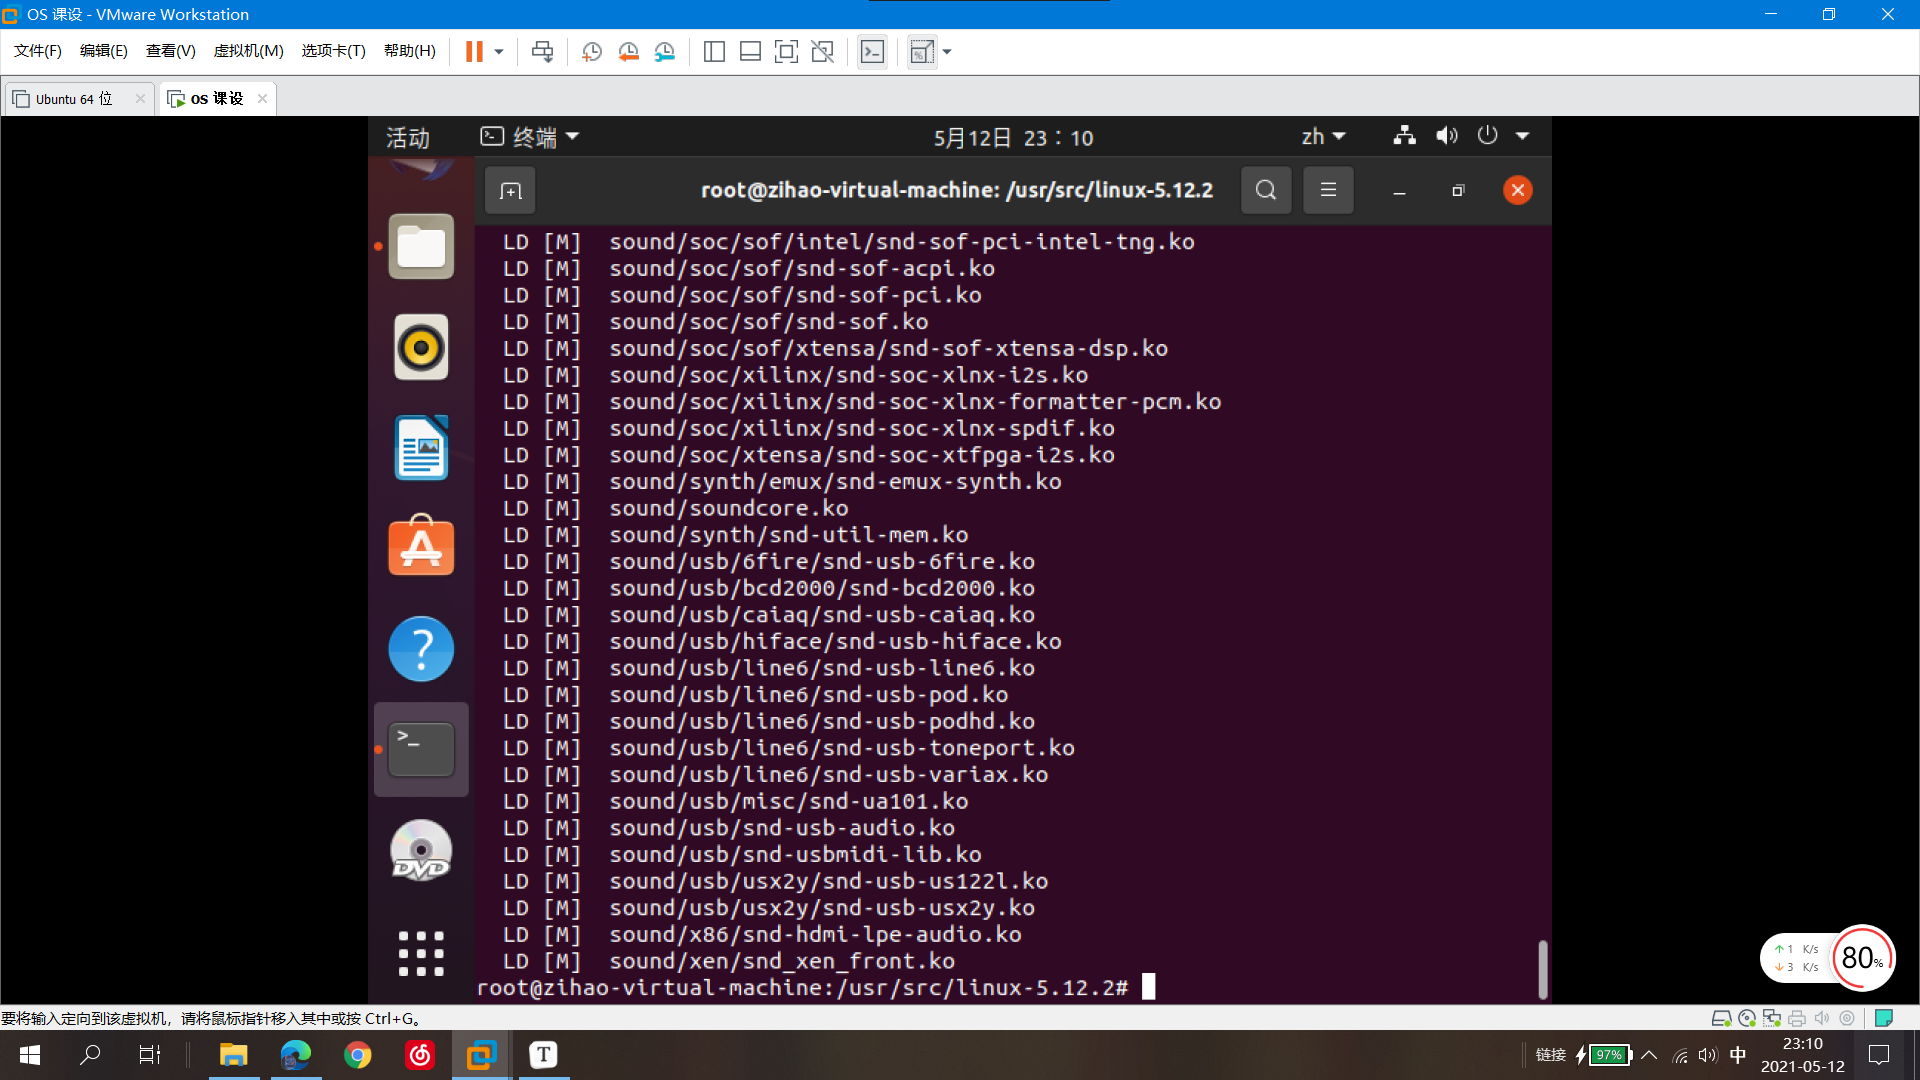 OS 课设 - VMware Workstation
文件(F) 编辑(E) 查看(V) 虚拟机(M) 选项卡(T) 帮助(H)
Ubuntu 64 位
OS 课设
活动 终端 5月12日 23：10 zh
root@zihao-virtual-machine: /usr/src/linux-5.12.2
LD [M] sound/soc/sof/intel/snd-sof-pci-intel-tng.ko
LD [M] sound/soc/sof/snd-sof-acpi.ko
LD [M] sound/soc/sof/snd-sof-pci.ko
LD [M] sound/soc/sof/snd-sof.ko
LD [M] sound/soc/sof/xtensa/snd-sof-xtensa-dsp.ko
LD [M] sound/soc/xilinx/snd-soc-xlnx-i2s.ko
LD [M] sound/soc/xilinx/snd-soc-xlnx-formatter-pcm.ko
LD [M] sound/soc/xilinx/snd-soc-xlnx-spdif.ko
LD [M] sound/soc/xtensa/snd-soc-xtfpga-i2s.ko
LD [M] sound/synth/emux/snd-emux-synth.ko
LD [M] sound/soundcore.ko
LD [M] sound/synth/snd-util-mem.ko
LD [M] sound/usb/6fire/snd-usb-6fire.ko
LD [M] sound/usb/bcd2000/snd-bcd2000.ko
LD [M] sound/usb/caiaq/snd-usb-caiaq.ko
LD [M] sound/usb/hiface/snd-usb-hiface.ko
LD [M] sound/usb/line6/snd-usb-line6.ko
LD [M] sound/usb/line6/snd-usb-pod.ko
LD [M] sound/usb/line6/snd-usb-podhd.ko
LD [M] sound/usb/line6/snd-usb-toneport.ko
LD [M] sound/usb/line6/snd-usb-variax.ko
LD [M] sound/usb/misc/snd-ua101.ko
LD [M] sound/usb/snd-usb-audio.ko
LD [M] sound/usb/snd-usbmidi-lib.ko
LD [M] sound/usb/usx2y/snd-usb-us122l.ko
LD [M] sound/usb/usx2y/snd-usb-usx2y.ko
LD [M] sound/x86/snd-hdmi-lpe-audio.ko
LD [M] sound/xen/snd_xen_front.ko
root@zihao-virtual-machine:/usr/src/linux-5.12.2#
DVD
↑ 1 K/s
↓ 3 K/s
80%
要将输入定向到该虚拟机，请将鼠标指针移入其中或按 Ctrl+G。
T
链接 97% 中
23:10
2021-05-12